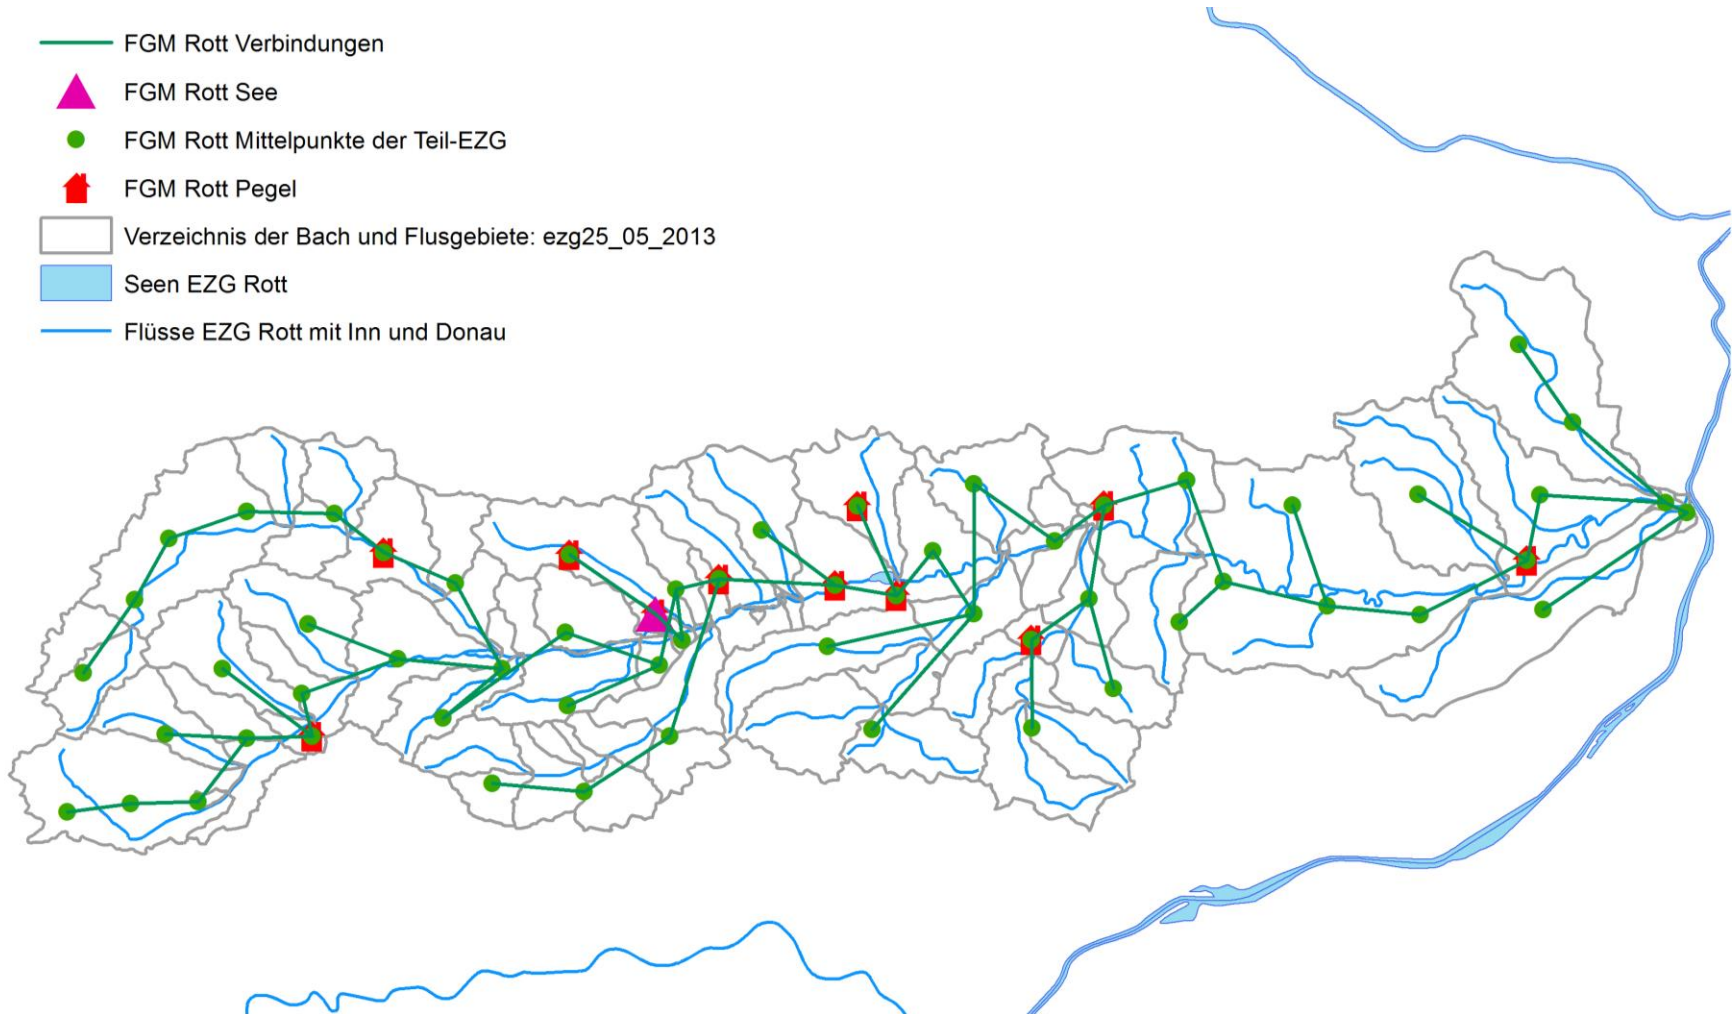 FGM Rott Verbindungen
FGM Rott See
FGM Rott Mittelpunkte der Teil-EZG
FGM Rott Pegel
Verzeichnis der Bach und Flusgebiete: ezg25_05_2013
Seen EZG Rott
Flüsse EZG Rott mit Inn und Donau